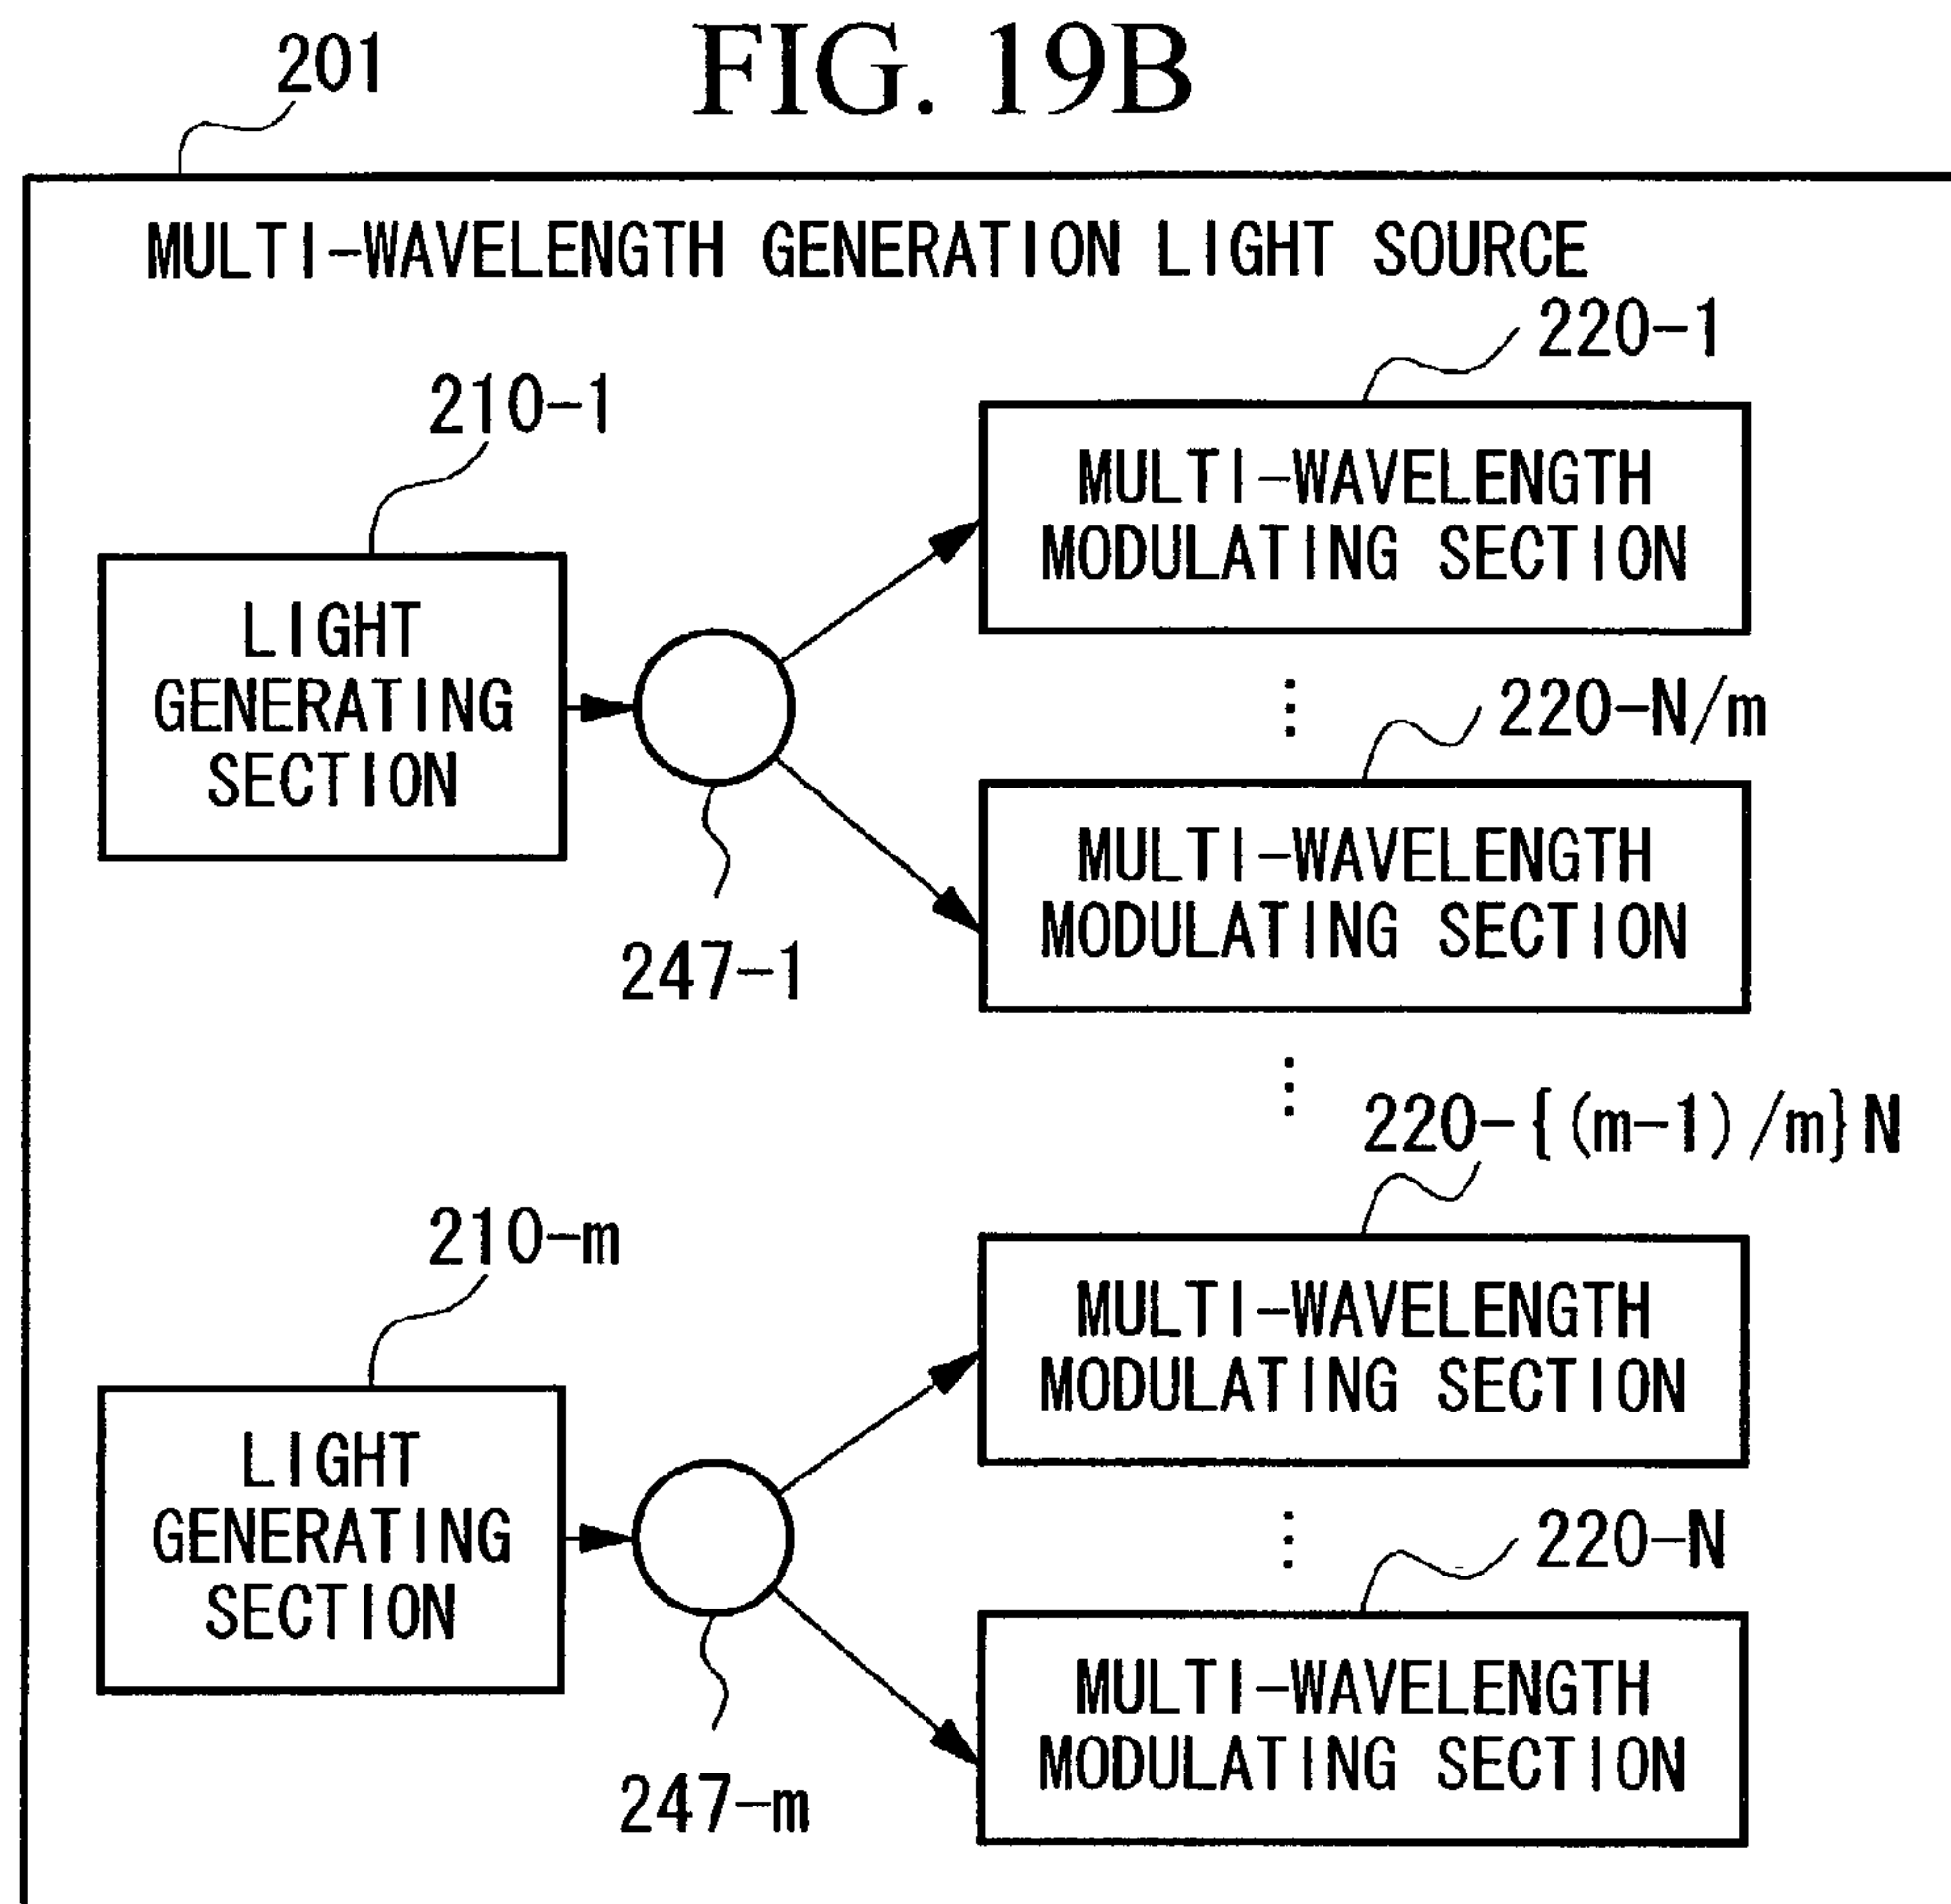 FIG. 19B
201
MULTI-WAVELENGTH GENERATION LIGHT SOURCE
220-1
210-1
MULTI-WAVELENGTH
MODULATING SECTION
LIGHT
GENERATING
SECTION
220-N/m
MULTI-WAVELENGTH
MODULATING SECTION
247-1
220-{(m-1)/m}N
210-m
MULTI-WAVELENGTH
MODULATING SECTION
LIGHT
GENERATING
SECTION
220-N
MULTI-WAVELENGTH
MODULATING SECTION
247-m